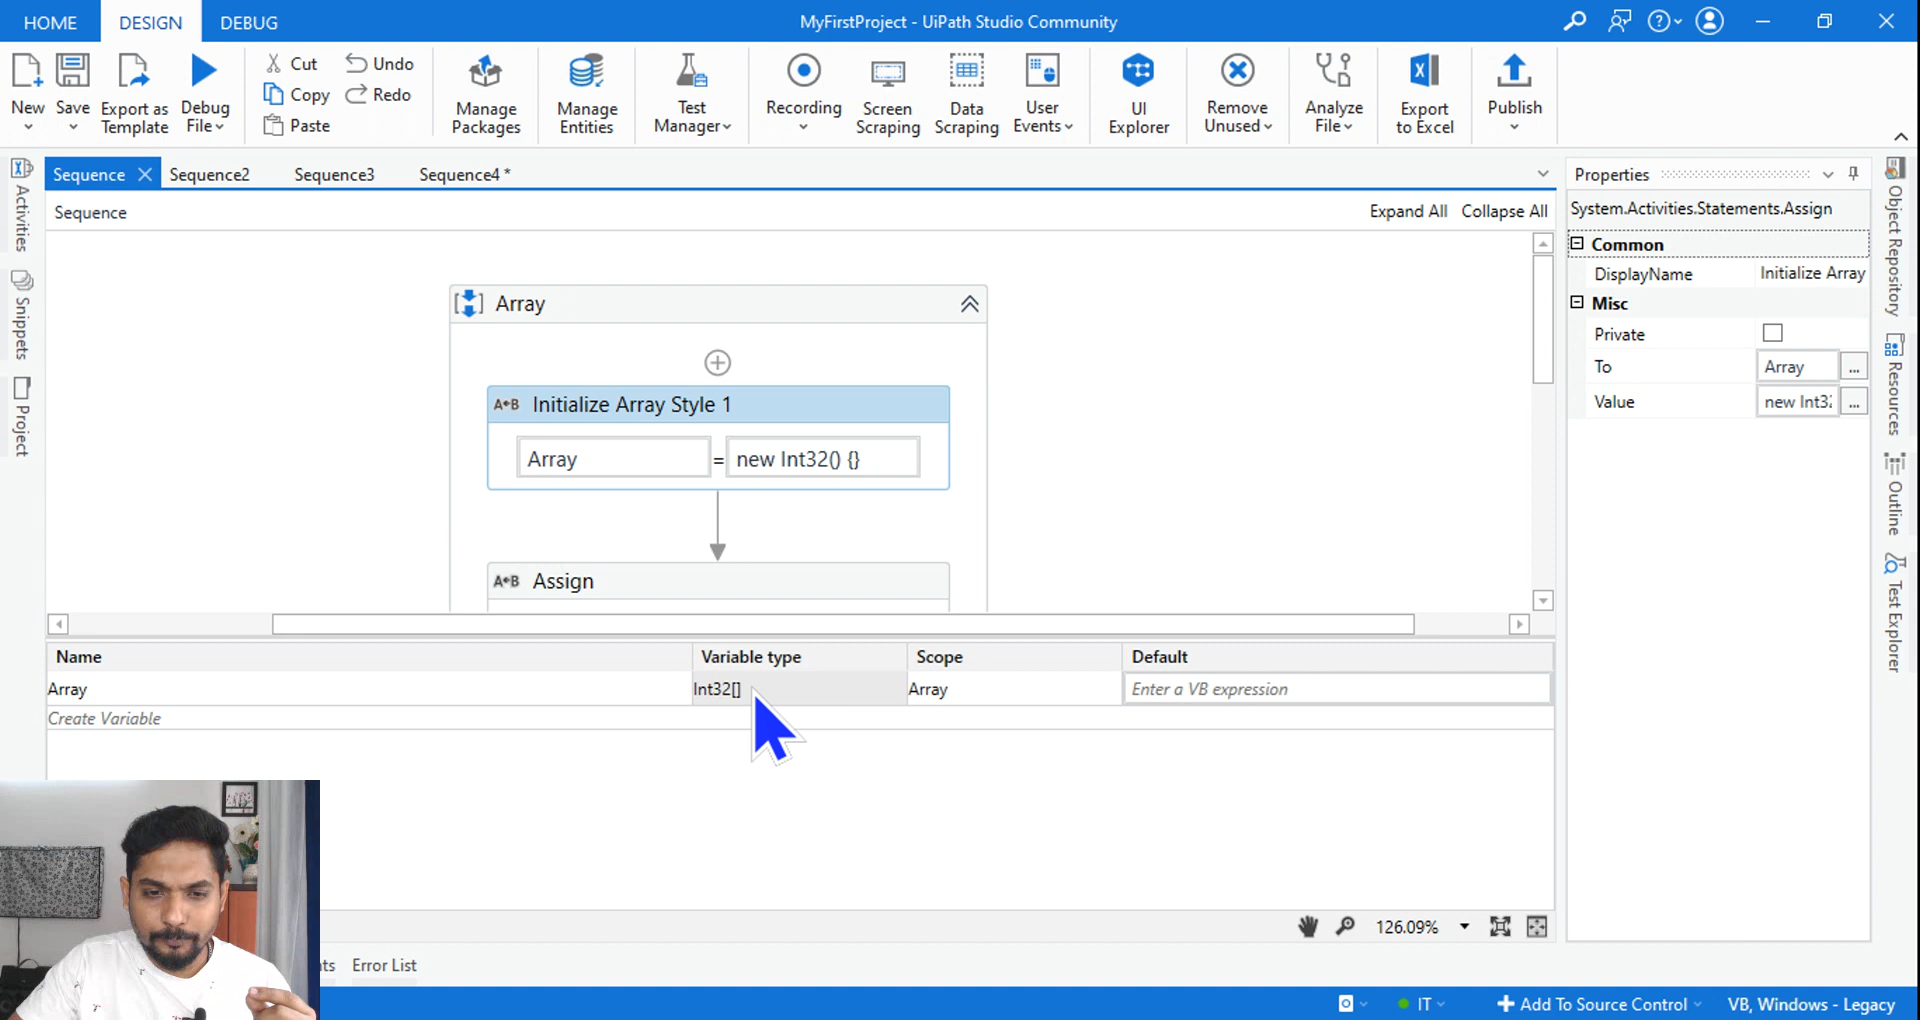 HOME
DESIGN
DEBUG
MyFirstProject - UiPath Studio Community
New
Save
Export as
Template
Debug
File
Cut
Copy
Paste
Undo
Redo
Manage
Packages
Manage
Entities
Test
Manager
Recording
Screen
Scraping
Data
Scraping
User
Events
UI
Explorer
Remove
Unused
Analyze
File
Export
to Excel
Publish
Activities
Snippets
Project
Sequence
Sequence2
Sequence3
Sequence4 *
Sequence
Expand All
Collapse All
Array
A+B Initialize Array Style 1
Array = new Int32() {}
A+B Assign
Name
Variable type
Scope
Default
Array
Int32[]
Array
Enter a VB expression
Create Variable
126.09%
Error List
Properties
System.Activities.Statements.Assign
Common
DisplayName
Initialize Array
Misc
Private
To
Array
...
Value
new Int3
...
Object Repository
Resources
Outline
Test Explorer
IT
Add To Source Control
VB, Windows - Legacy